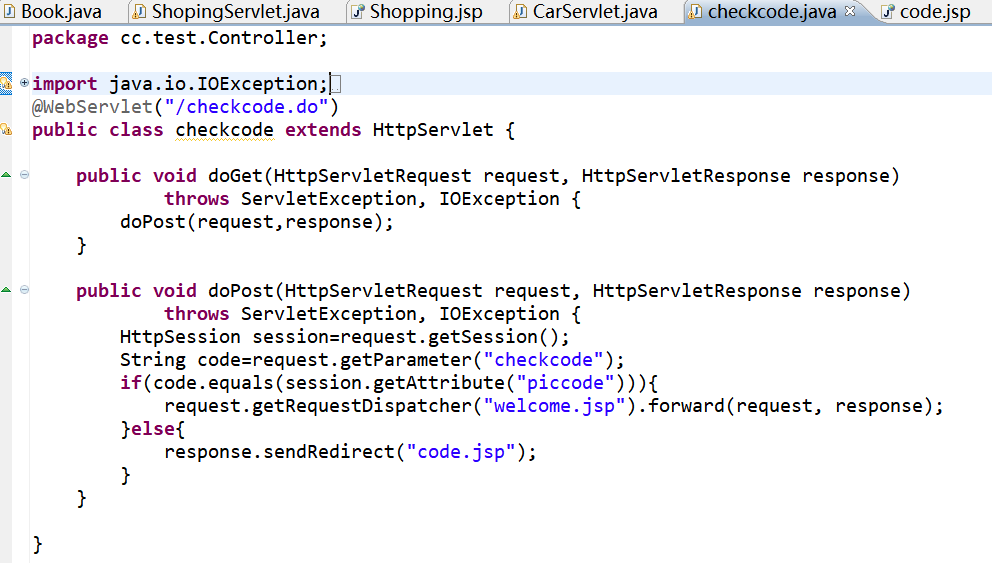 Book.java ShopingServlet.java Shopping.jsp CarServlet.java checkcode.java code.jsp
package cc.test.Controller;
import java.io.IOException;
@WebServlet("/checkcode.do")
public class checkcode extends HttpServlet {
public void doGet(HttpServletRequest request, HttpServletResponse response)
throws ServletException, IOException {
doPost(request,response);
}
public void doPost(HttpServletRequest request, HttpServletResponse response)
throws ServletException, IOException {
HttpSession session=request.getSession();
String code=request.getParameter("checkcode");
if(code.equals(session.getAttribute("piccode"))){
request.getRequestDispatcher("welcome.jsp").forward(request, response);
}else{
response.sendRedirect("code.jsp");
}
}
}